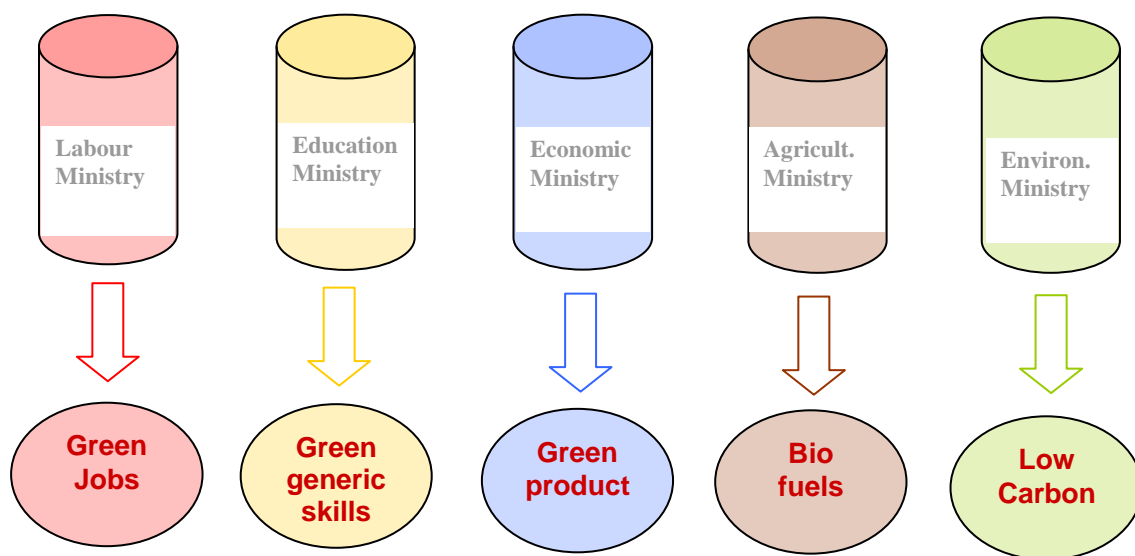 Labour
Ministry
Education
Ministry
Economic
Ministry
Agricult.
Ministry
Environ.
Ministry
Green
Jobs
Green
generic
skills
Green
product
Bio
fuels
Low
Carbon